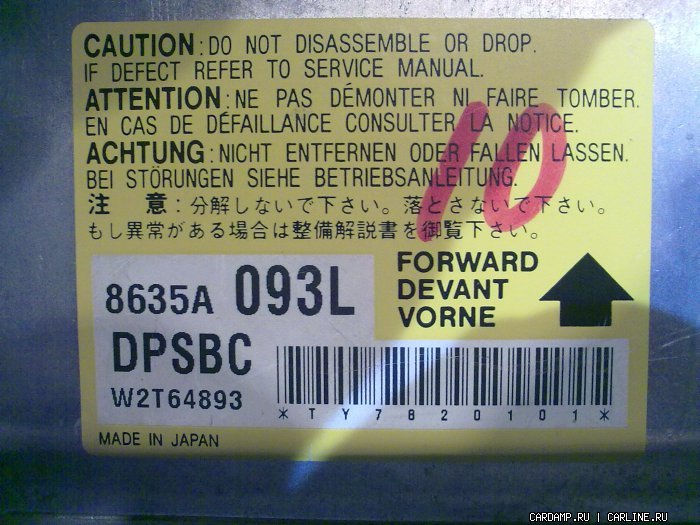 CAUTION: DO NOT DISASSEMBLE OR DROP.
IF DEFECT REFER TO SERVICE MANUAL.
ATTENTION: NE PAS DÉMONTER NI FAIRE TOMBER.
EN CAS DE DÉFAILLANCE CONSULTER LA NOTICE.
ACHTUNG: NICHT ENTFERNEN ODER FALLEN LASSEN.
BEI STÖRUNGEN SIEHE BETRIEBSANLEITUNG.
注 意: 分解しないで下さい。落とさないで下さい。
もし異常がある場合は整備解説書を御覧下さい。
10
8635A 093L
DPSBC
W2T64893
FORWARD
DEVANT
VORNE
*TY7820101*
MADE IN JAPAN
CARDAMP.RU | CARLINE.RU